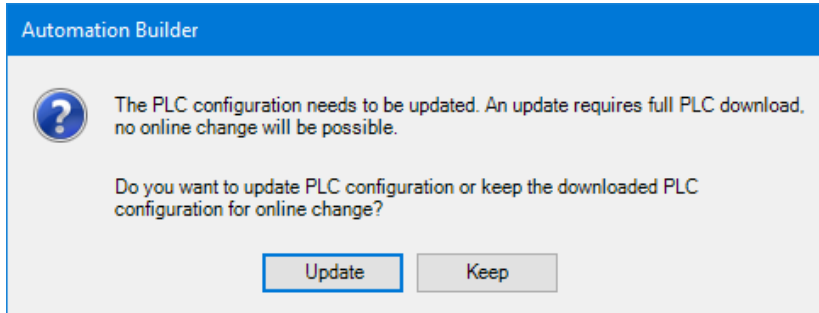 Automation Builder
The PLC configuration needs to be updated. An update requires full PLC download,
no online change will be possible.
Do you want to update PLC configuration or keep the downloaded PLC
configuration for online change?
Update
Keep